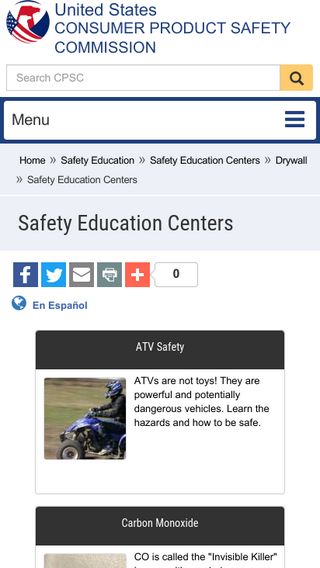 United States
CONSUMER PRODUCT SAFETY
COMMISSION
Search CPSC
Menu
Home » Safety Education » Safety Education Centers » Drywall
» Safety Education Centers
Safety Education Centers
0
En Español
ATV Safety
ATVs are not toys! They are
powerful and potentially
dangerous vehicles. Learn the
hazards and how to be safe.
Carbon Monoxide
CO is called the "Invisible Killer"